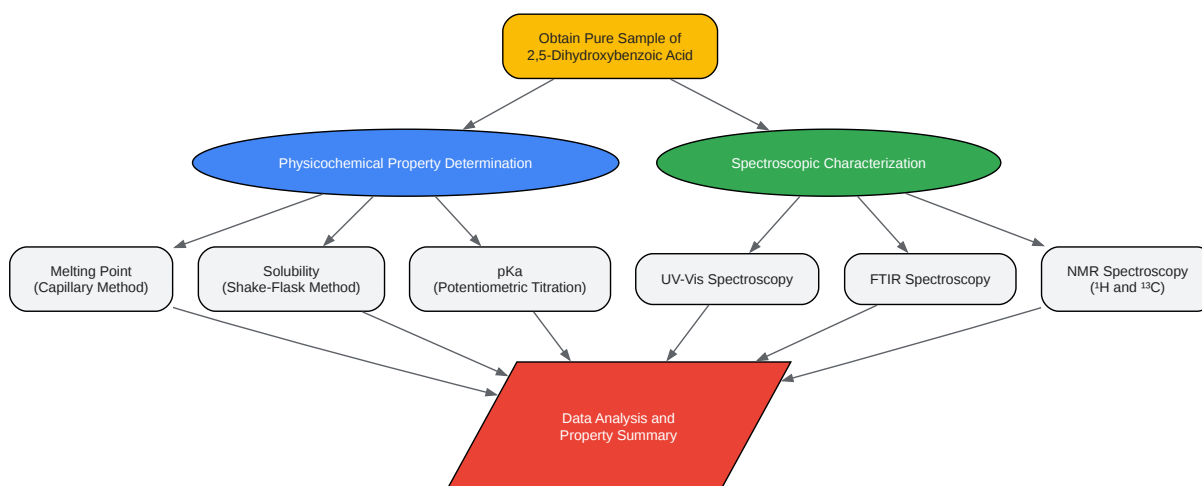 Obtain Pure Sample of
2,5-Dihydroxybenzoic Acid
Physicochemical Property Determination
Spectroscopic Characterization
Melting Point
(Capillary Method)
Solubility
(Shake-Flask Method)
pKa
(Potentiometric Titration)
UV-Vis Spectroscopy
FTIR Spectroscopy
NMR Spectroscopy
(¹H and ¹³C)
Data Analysis and
Property Summary